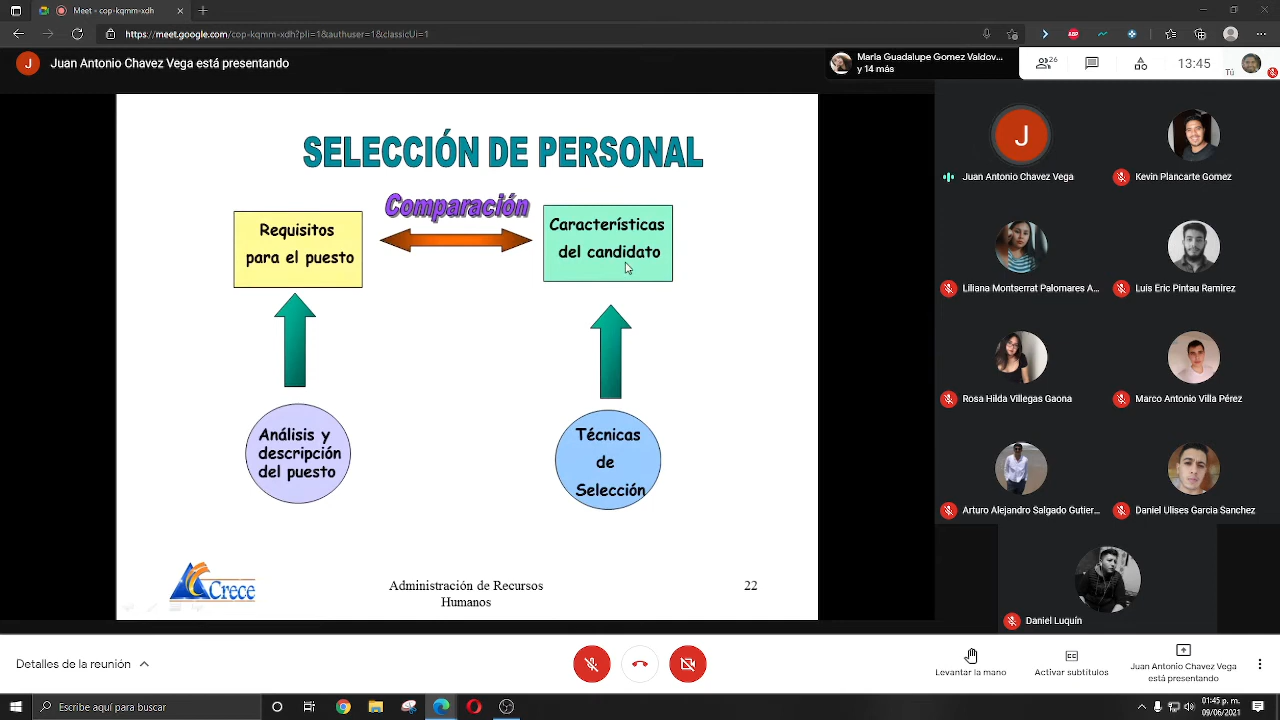 Meet - cop-kqmm-xdh
https://meet.google.com/cop-kqmm-xdh?pli=1&authuser=1&classicUi=1
J
Juan Antonio Chavez Vega está presentando
María Guadalupe Gomez Valdov...
y 14 más
26
13:45
Tú
SELECCIÓN DE PERSONAL
Comparación
Requisitos
para el puesto
Características
del candidato
Análisis y
descripción
del puesto
Técnicas
de
Selección
Crece
Administración de Recursos
Humanos
22
J
Juan Antonio Chavez Vega
Kevin Plancarte Gomez
Liliana Montserrat Palomares A...
Luis Eric Pintau Ramirez
Rosa Hilda Villegas Gaona
Marco Antonio Villa Pérez
Arturo Alejandro Salgado Gutier...
Daniel Ulises Garcia Sanchez
Daniel Luquín
Detalles de la reunión
Levantar la mano
Activar subtítulos
Juan Antonio Chavez Vega
está presentando
Escribe aquí para buscar
01:45 p. m.
09/06/2021